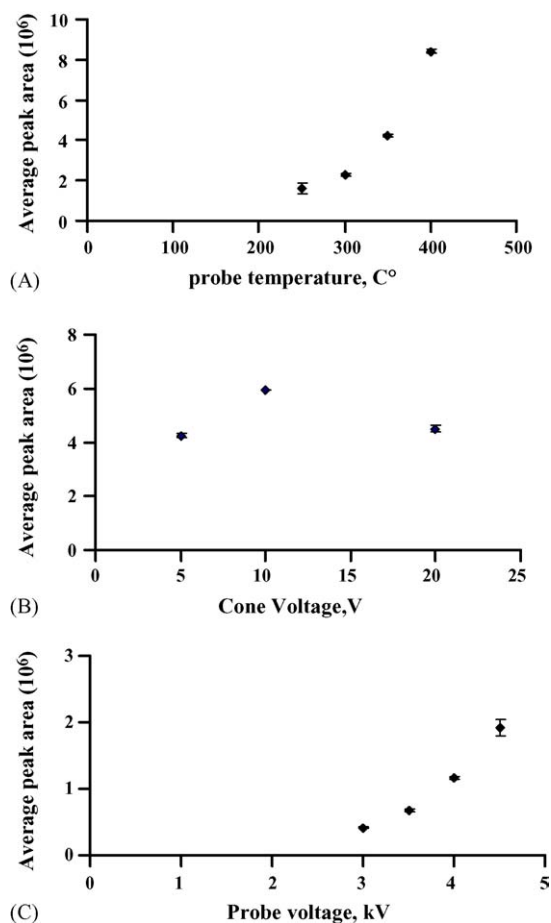 Average peak area (10⁶)
10
8
6
4
2
0
0 100 200 300 400 500
probe temperature, C°
(A)
Average peak area (10⁶)
8
6
4
2
0
0 5 10 15 20 25
Cone Voltage,V
(B)
Average peak area (10⁶)
3
2
1
0
0 1 2 3 4 5
Probe voltage, kV
(C)